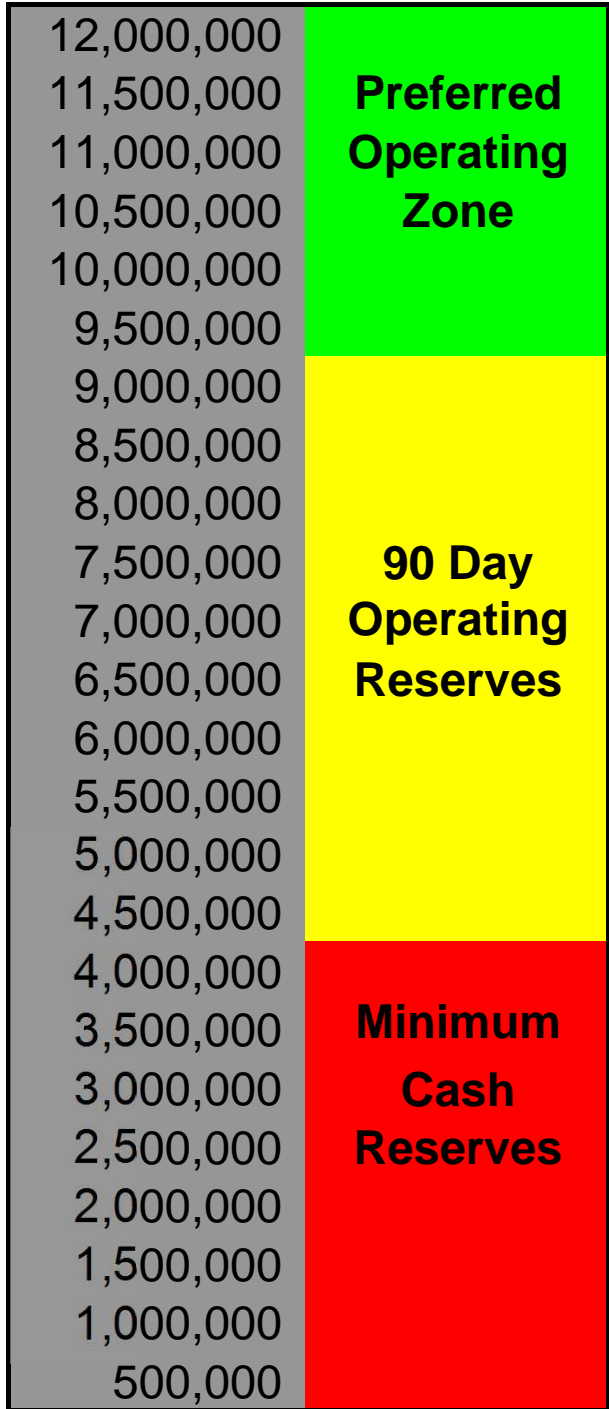 12,000,000
11,500,000 Preferred
11,000,000 Operating
10,500,000 Zone
10,000,000
9,500,000
9,000,000
8,500,000
8,000,000
7,500,000 90 Day
7,000,000 Operating
6,500,000 Reserves
6,000,000
5,500,000
5,000,000
4,500,000
4,000,000
3,500,000 Minimum
3,000,000 Cash
2,500,000 Reserves
2,000,000
1,500,000
1,000,000
500,000